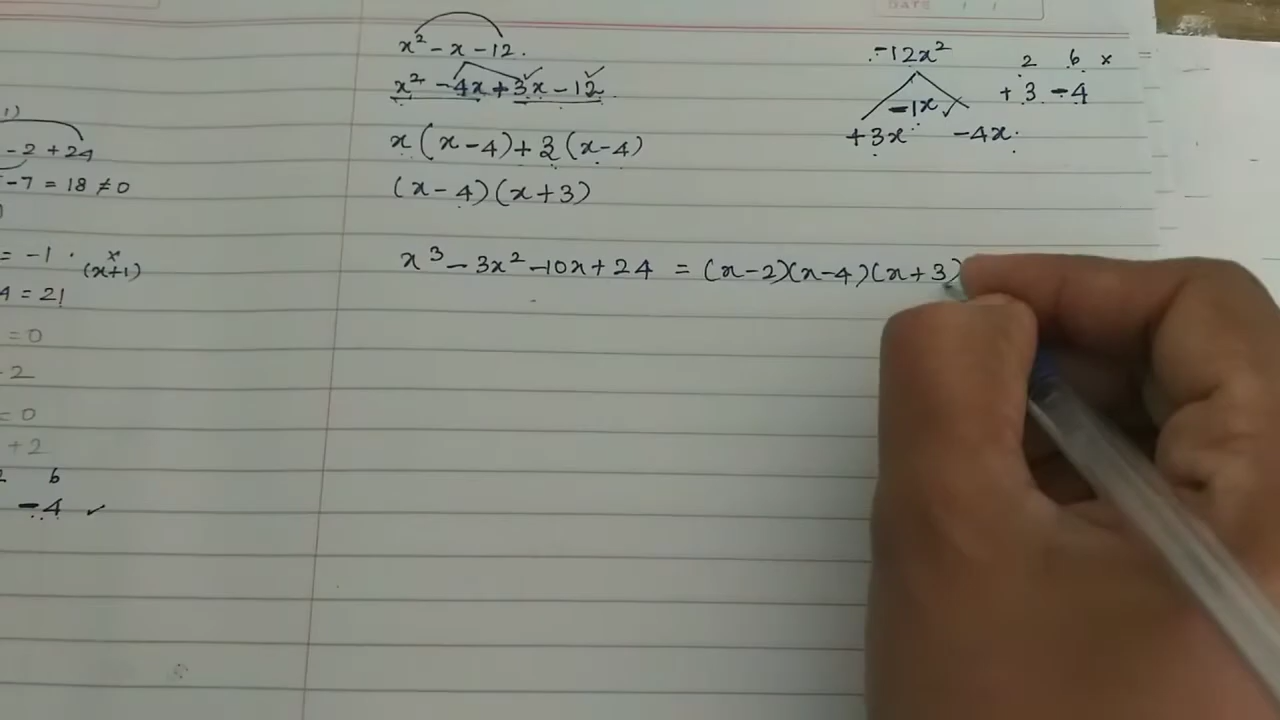 DATE
1)
- 2 + 24
- 7 = 18 ≠ 0
= -1 . (x+1)
4 = 21
= 0
2
= 0
+ 2
6
-4 ✓
x² - x - 12.
x² - 4x + 3x - 12
x (x - 4) + 3 (x - 4)
(x - 4) (x + 3)
x³ - 3x² - 10x + 24 = (x - 2)(x - 4)(x + 3)
-12x²
-1x ✓
+3x -4x
2 6 x
+ 3 - 4